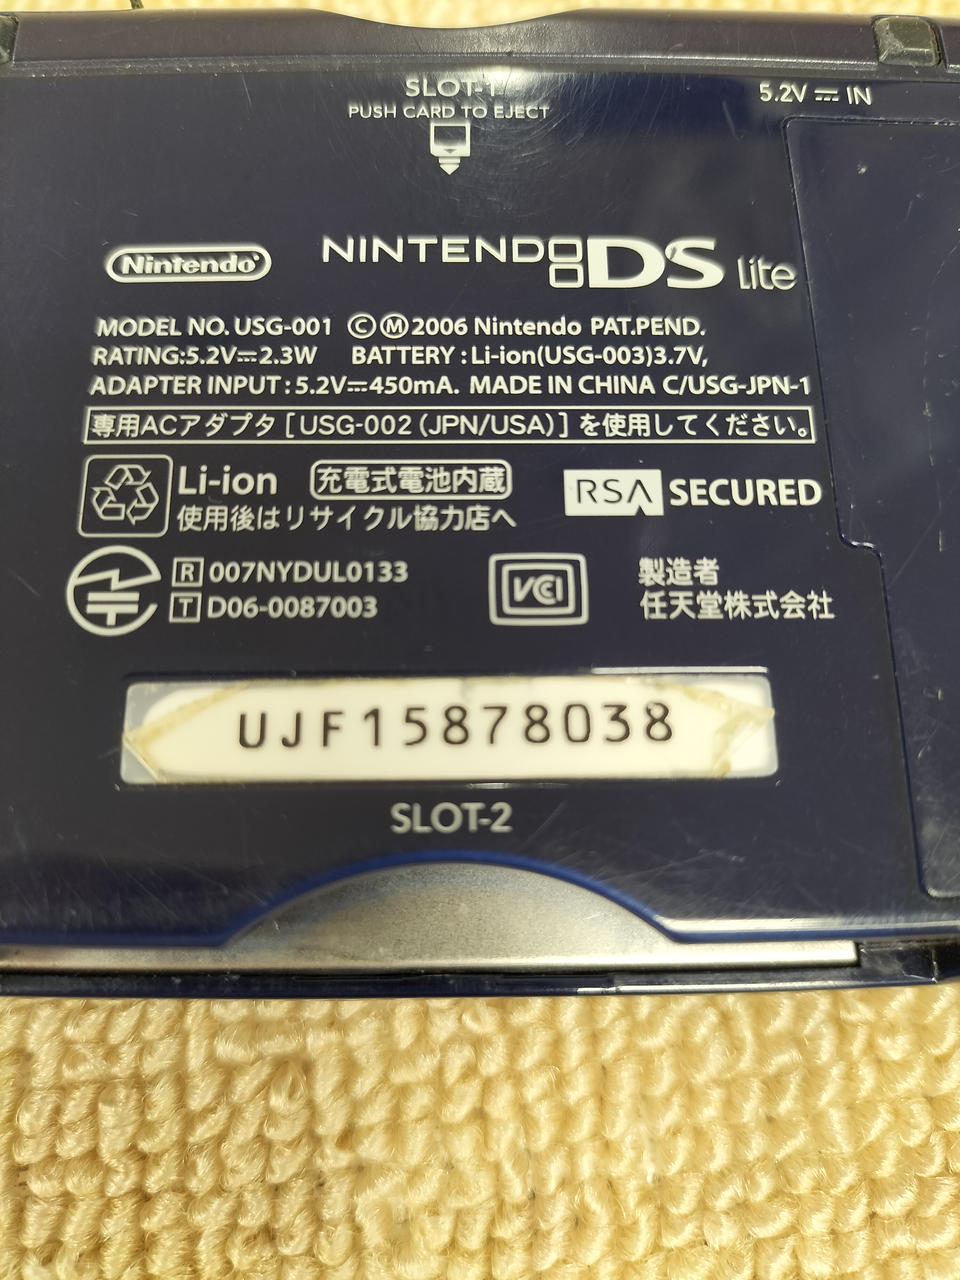 SLOT-1
PUSH CARD TO EJECT
5.2V ⎓ IN
Nintendo
NINTENDO DS Lite
MODEL NO. USG-001 ©Ⓜ2006 Nintendo PAT.PEND.
RATING:5.2V⎓2.3W BATTERY : Li-ion(USG-003)3.7V,
ADAPTER INPUT : 5.2V⎓450mA. MADE IN CHINA C/USG-JPN-1
専用ACアダプタ [USG-002 (JPN/USA)] を使用してください。
Li-ion 充電式電池内蔵
使用後はリサイクル協力店へ
RSA SECURED
R 007NYDUL0133
T D06-0087003
VCI
製造者
任天堂株式会社
UJF15878038
SLOT-2